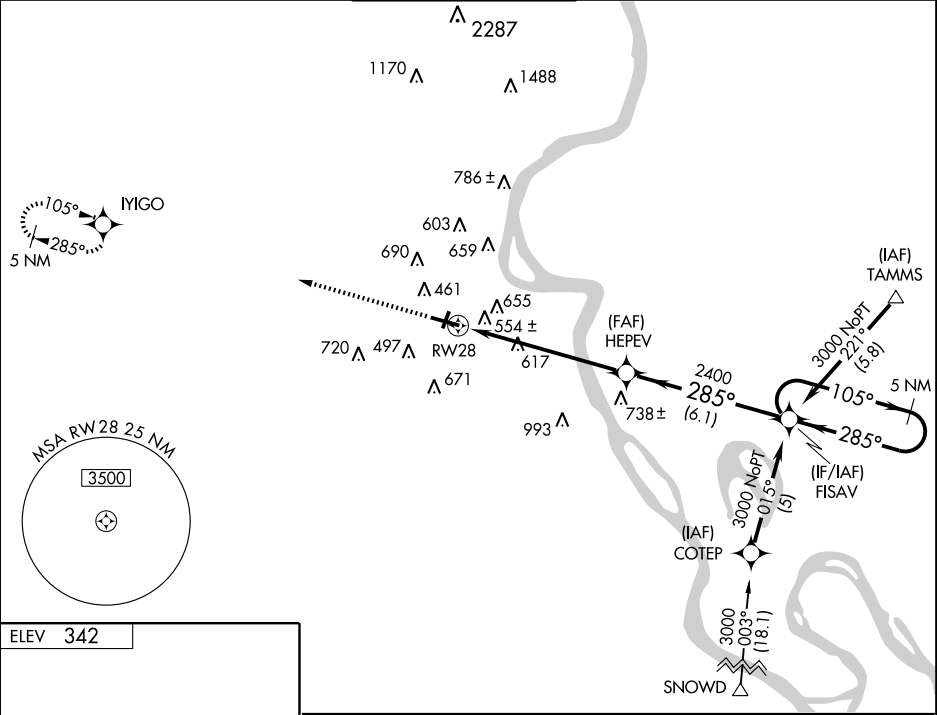 2287
1170
1488
786 ±
603
659
690
461
655
554 ±
RW28
617
720
497
671
993
738 ±
IYIGO
105°
285°
5 NM
(IAF)
TAMMS
3000 NoPT
221°
(5.8)
(FAF)
HEPEV
2400
285°
(6.1)
105°
5 NM
285°
(IF/IAF)
FISAV
3000 NoPT
015°
(5)
(IAF)
COTEP
3000
003°
(18.1)
SNOWD
MSA RW28 25 NM
3500
ELEV 342